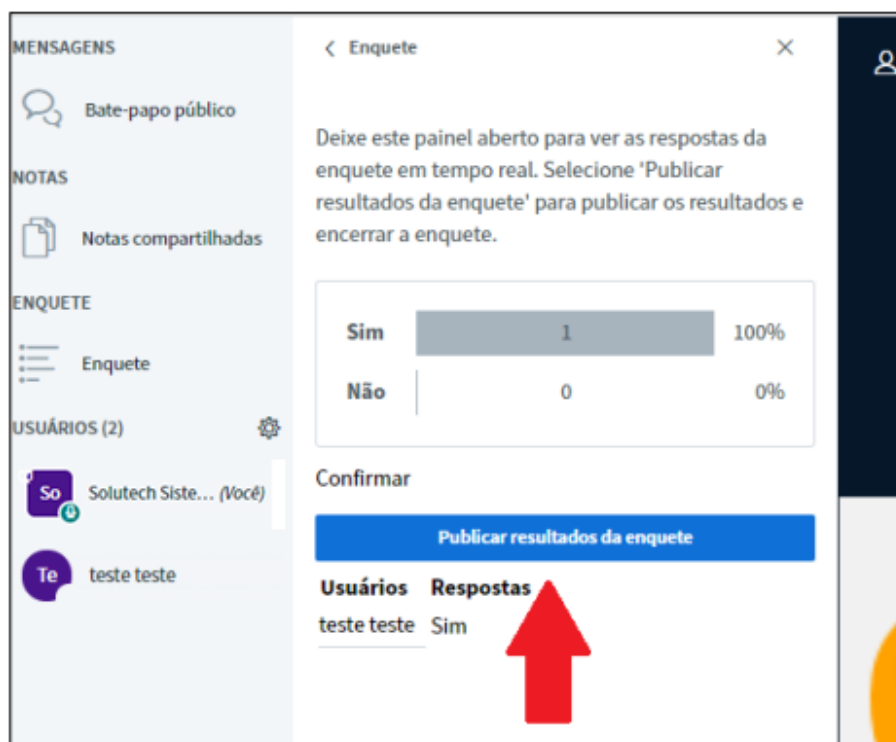 MENSAGENS
Bate-papo público
NOTAS
Notas compartilhadas
ENQUETE
Enquete
USUÁRIOS (2)
So Solutech Siste... (Você)
Te teste teste
Enquete
Deixe este painel aberto para ver as respostas da
enquete em tempo real. Selecione 'Publicar
resultados da enquete' para publicar os resultados e
encerrar a enquete.
Sim 1 100%
Não 0 0%
Confirmar
Publicar resultados da enquete
Usuários Respostas
teste teste Sim